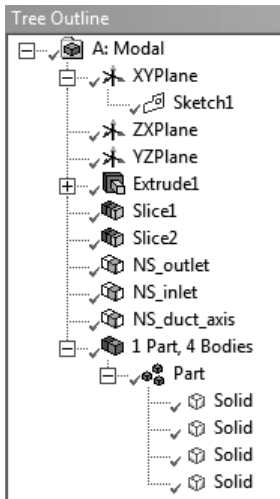 Tree Outline
A: Modal
XYPlane
Sketch1
ZXPlane
YZPlane
Extrude1
Slice1
Slice2
NS_outlet
NS_inlet
NS_duct_axis
1 Part, 4 Bodies
Part
Solid
Solid
Solid
Solid